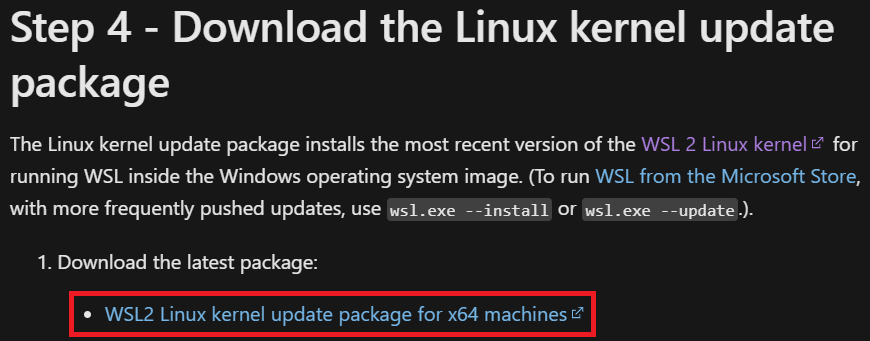 Step 4 - Download the Linux kernel update
package
The Linux kernel update package installs the most recent version of the WSL 2 Linux kernel for
running WSL inside the Windows operating system image. (To run WSL from the Microsoft Store,
with more frequently pushed updates, use wsl.exe --install or wsl.exe --update.).
1. Download the latest package:
• WSL2 Linux kernel update package for x64 machines